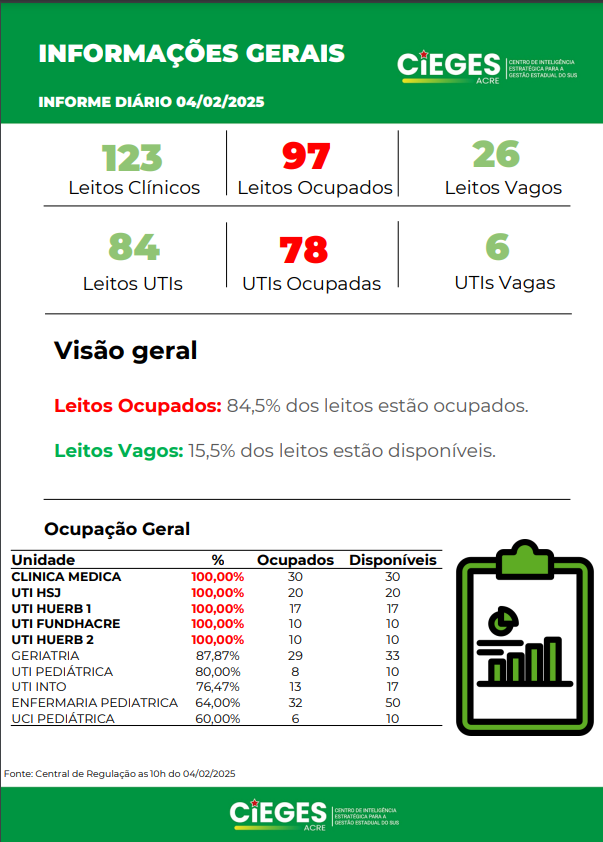 INFORMAÇÕES GERAIS
INFORME DIÁRIO 04/02/2025
CIEGES
ACRE
CENTRO DE INTELIGÊNCIA
ESTRATÉGICA PARA A
GESTÃO ESTADUAL DO SUS
123 97 26
Leitos Clínicos Leitos Ocupados Leitos Vagos
84 78 6
Leitos UTIs UTIs Ocupadas UTIs Vagas
Visão geral
Leitos Ocupados: 84,5% dos leitos estão ocupados.
Leitos Vagos: 15,5% dos leitos estão disponíveis.
Ocupação Geral
Unidade % Ocupados Disponíveis
CLINICA MEDICA 100,00% 30 30
UTI HSJ 100,00% 20 20
UTI HUERB 1 100,00% 17 17
UTI FUNDHACRE 100,00% 10 10
UTI HUERB 2 100,00% 10 10
GERIATRIA 87,87% 29 33
UTI PEDIÁTRICA 80,00% 8 10
UTI INTO 76,47% 13 17
ENFERMARIA PEDIATRICA 64,00% 32 50
UCI PEDIÁTRICA 60,00% 6 10
Fonte: Central de Regulação as 10h do 04/02/2025
CIEGES
ACRE
CENTRO DE INTELIGÊNCIA
ESTRATÉGICA PARA A
GESTÃO ESTADUAL DO SUS